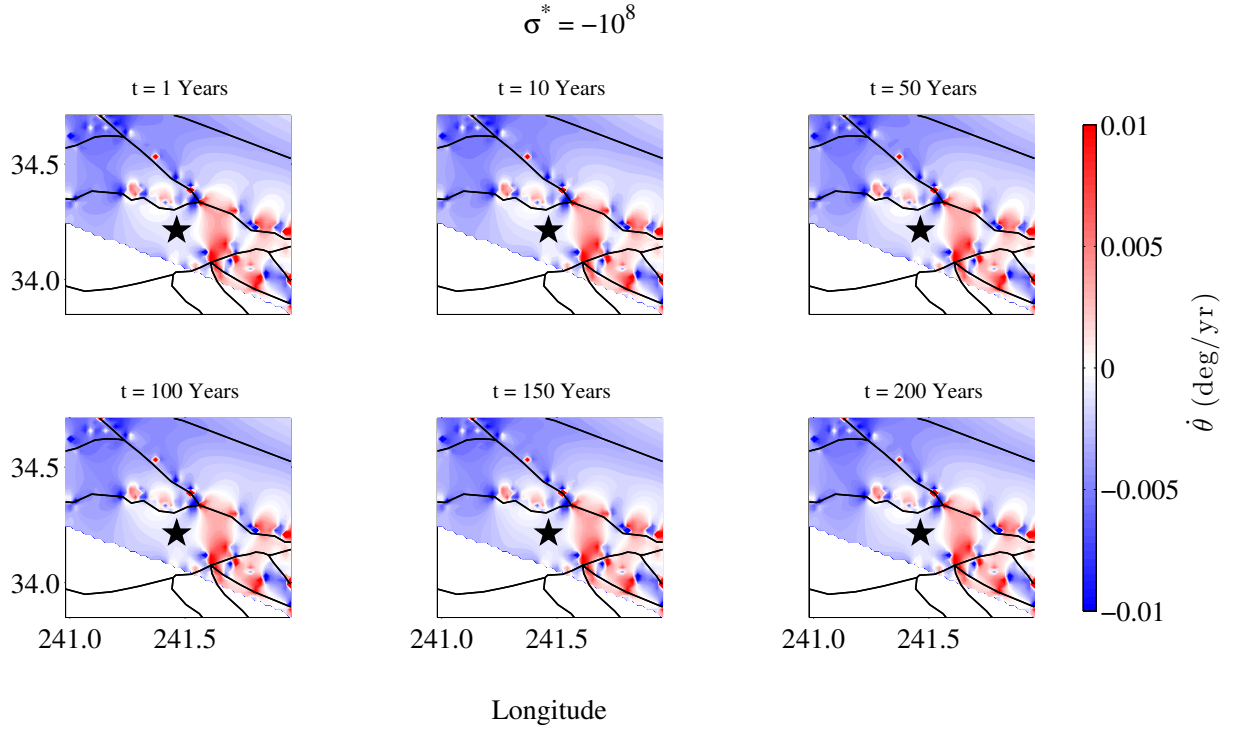 σ* = −10⁸
t = 1 Years
t = 10 Years
t = 50 Years
34.5
34.0
t = 100 Years
t = 150 Years
t = 200 Years
34.5
34.0
241.0 241.5
241.0 241.5
241.0 241.5
Longitude
0.01
0.005
0
−0.005
−0.01
θ̇ (deg/yr)